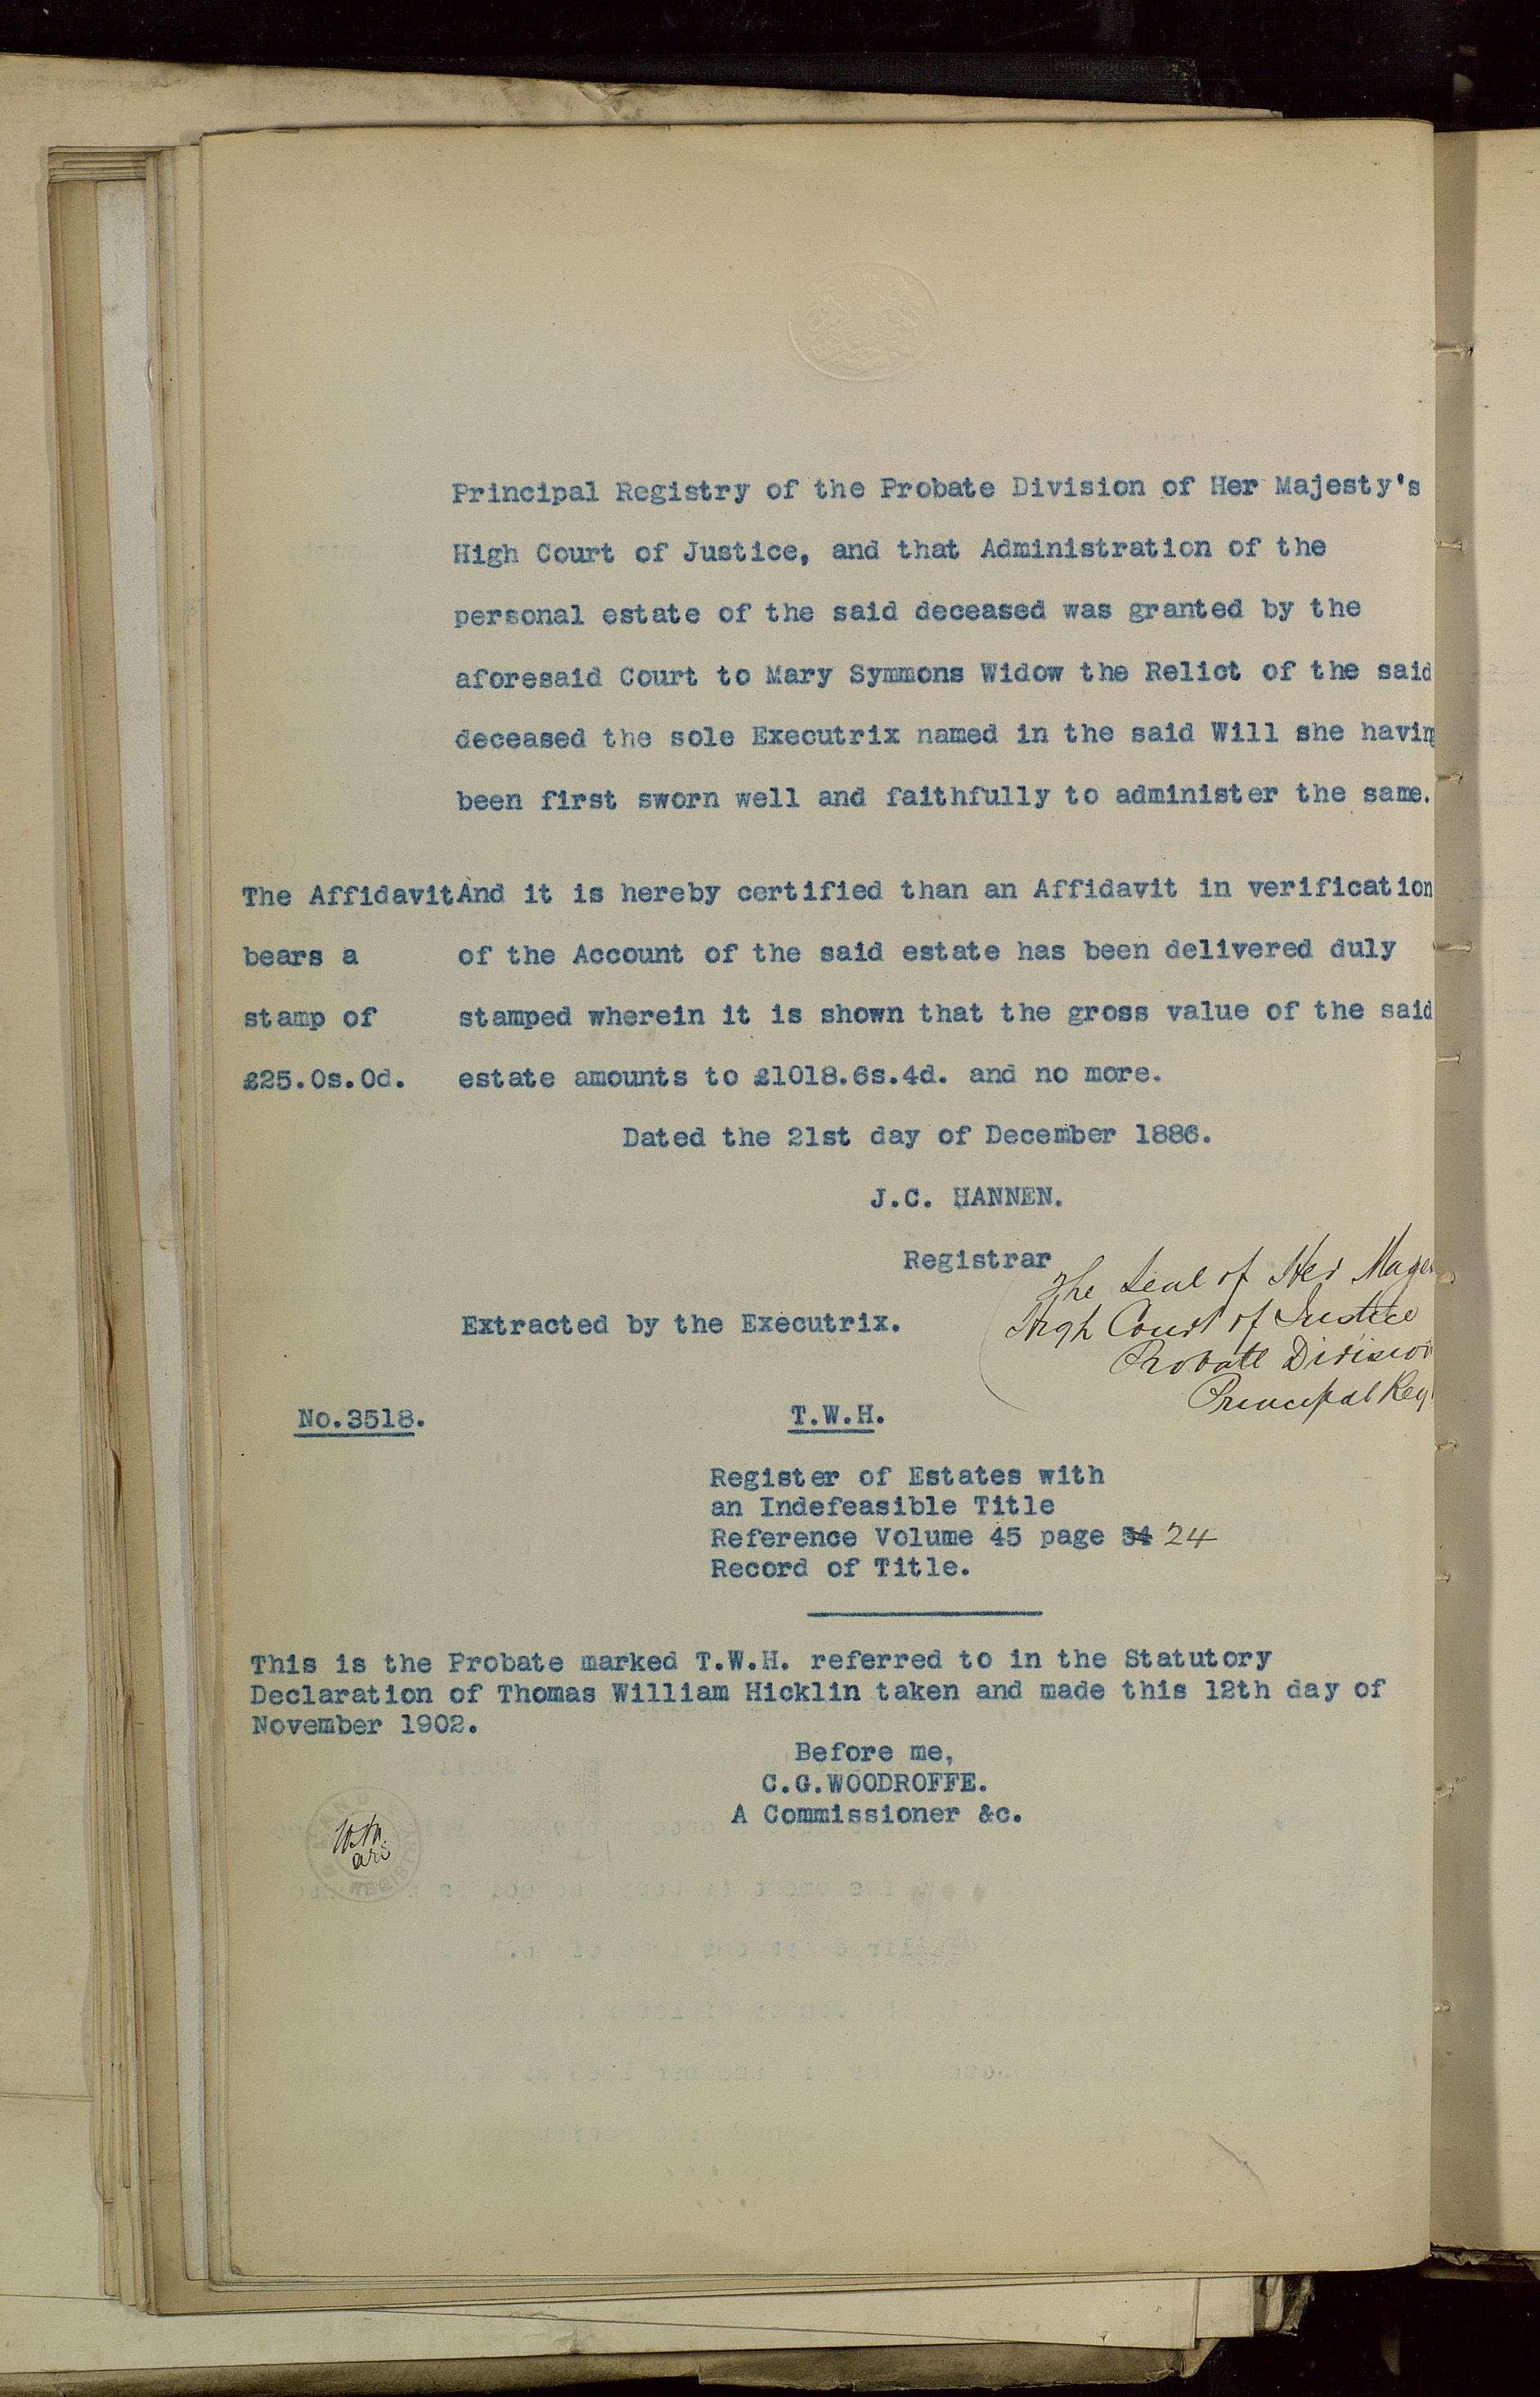 Principal Registry of the Probate Division of Her Majesty's
High Court of Justice, and that Administration of the
personal estate of the said deceased was granted by the
aforesaid Court to Mary Symmons Widow the Relict of the said
deceased the sole Executrix named in the said Will she having
been first sworn well and faithfully to administer the same.
The Affidavit And it is hereby certified than an Affidavit in verification
bears a of the Account of the said estate has been delivered duly
stamp of stamped wherein it is shown that the gross value of the said
£25.0s.0d. estate amounts to £1018.6s.4d. and no more.
Dated the 21st day of December 1886.
J.C. HANNEN.
Registrar
The Seal of Her Maje
High Court of Justice
Probate Division
Principal Reg
Extracted by the Executrix.
No.3518. T.W.H.
Register of Estates with
an Indefeasible Title
Reference Volume 45 page 34 24
Record of Title.
This is the Probate marked T.W.H. referred to in the Statutory
Declaration of Thomas William Hicklin taken and made this 12th day of
November 1902.
Before me,
C.G.WOODROFFE.
A Commissioner &c.